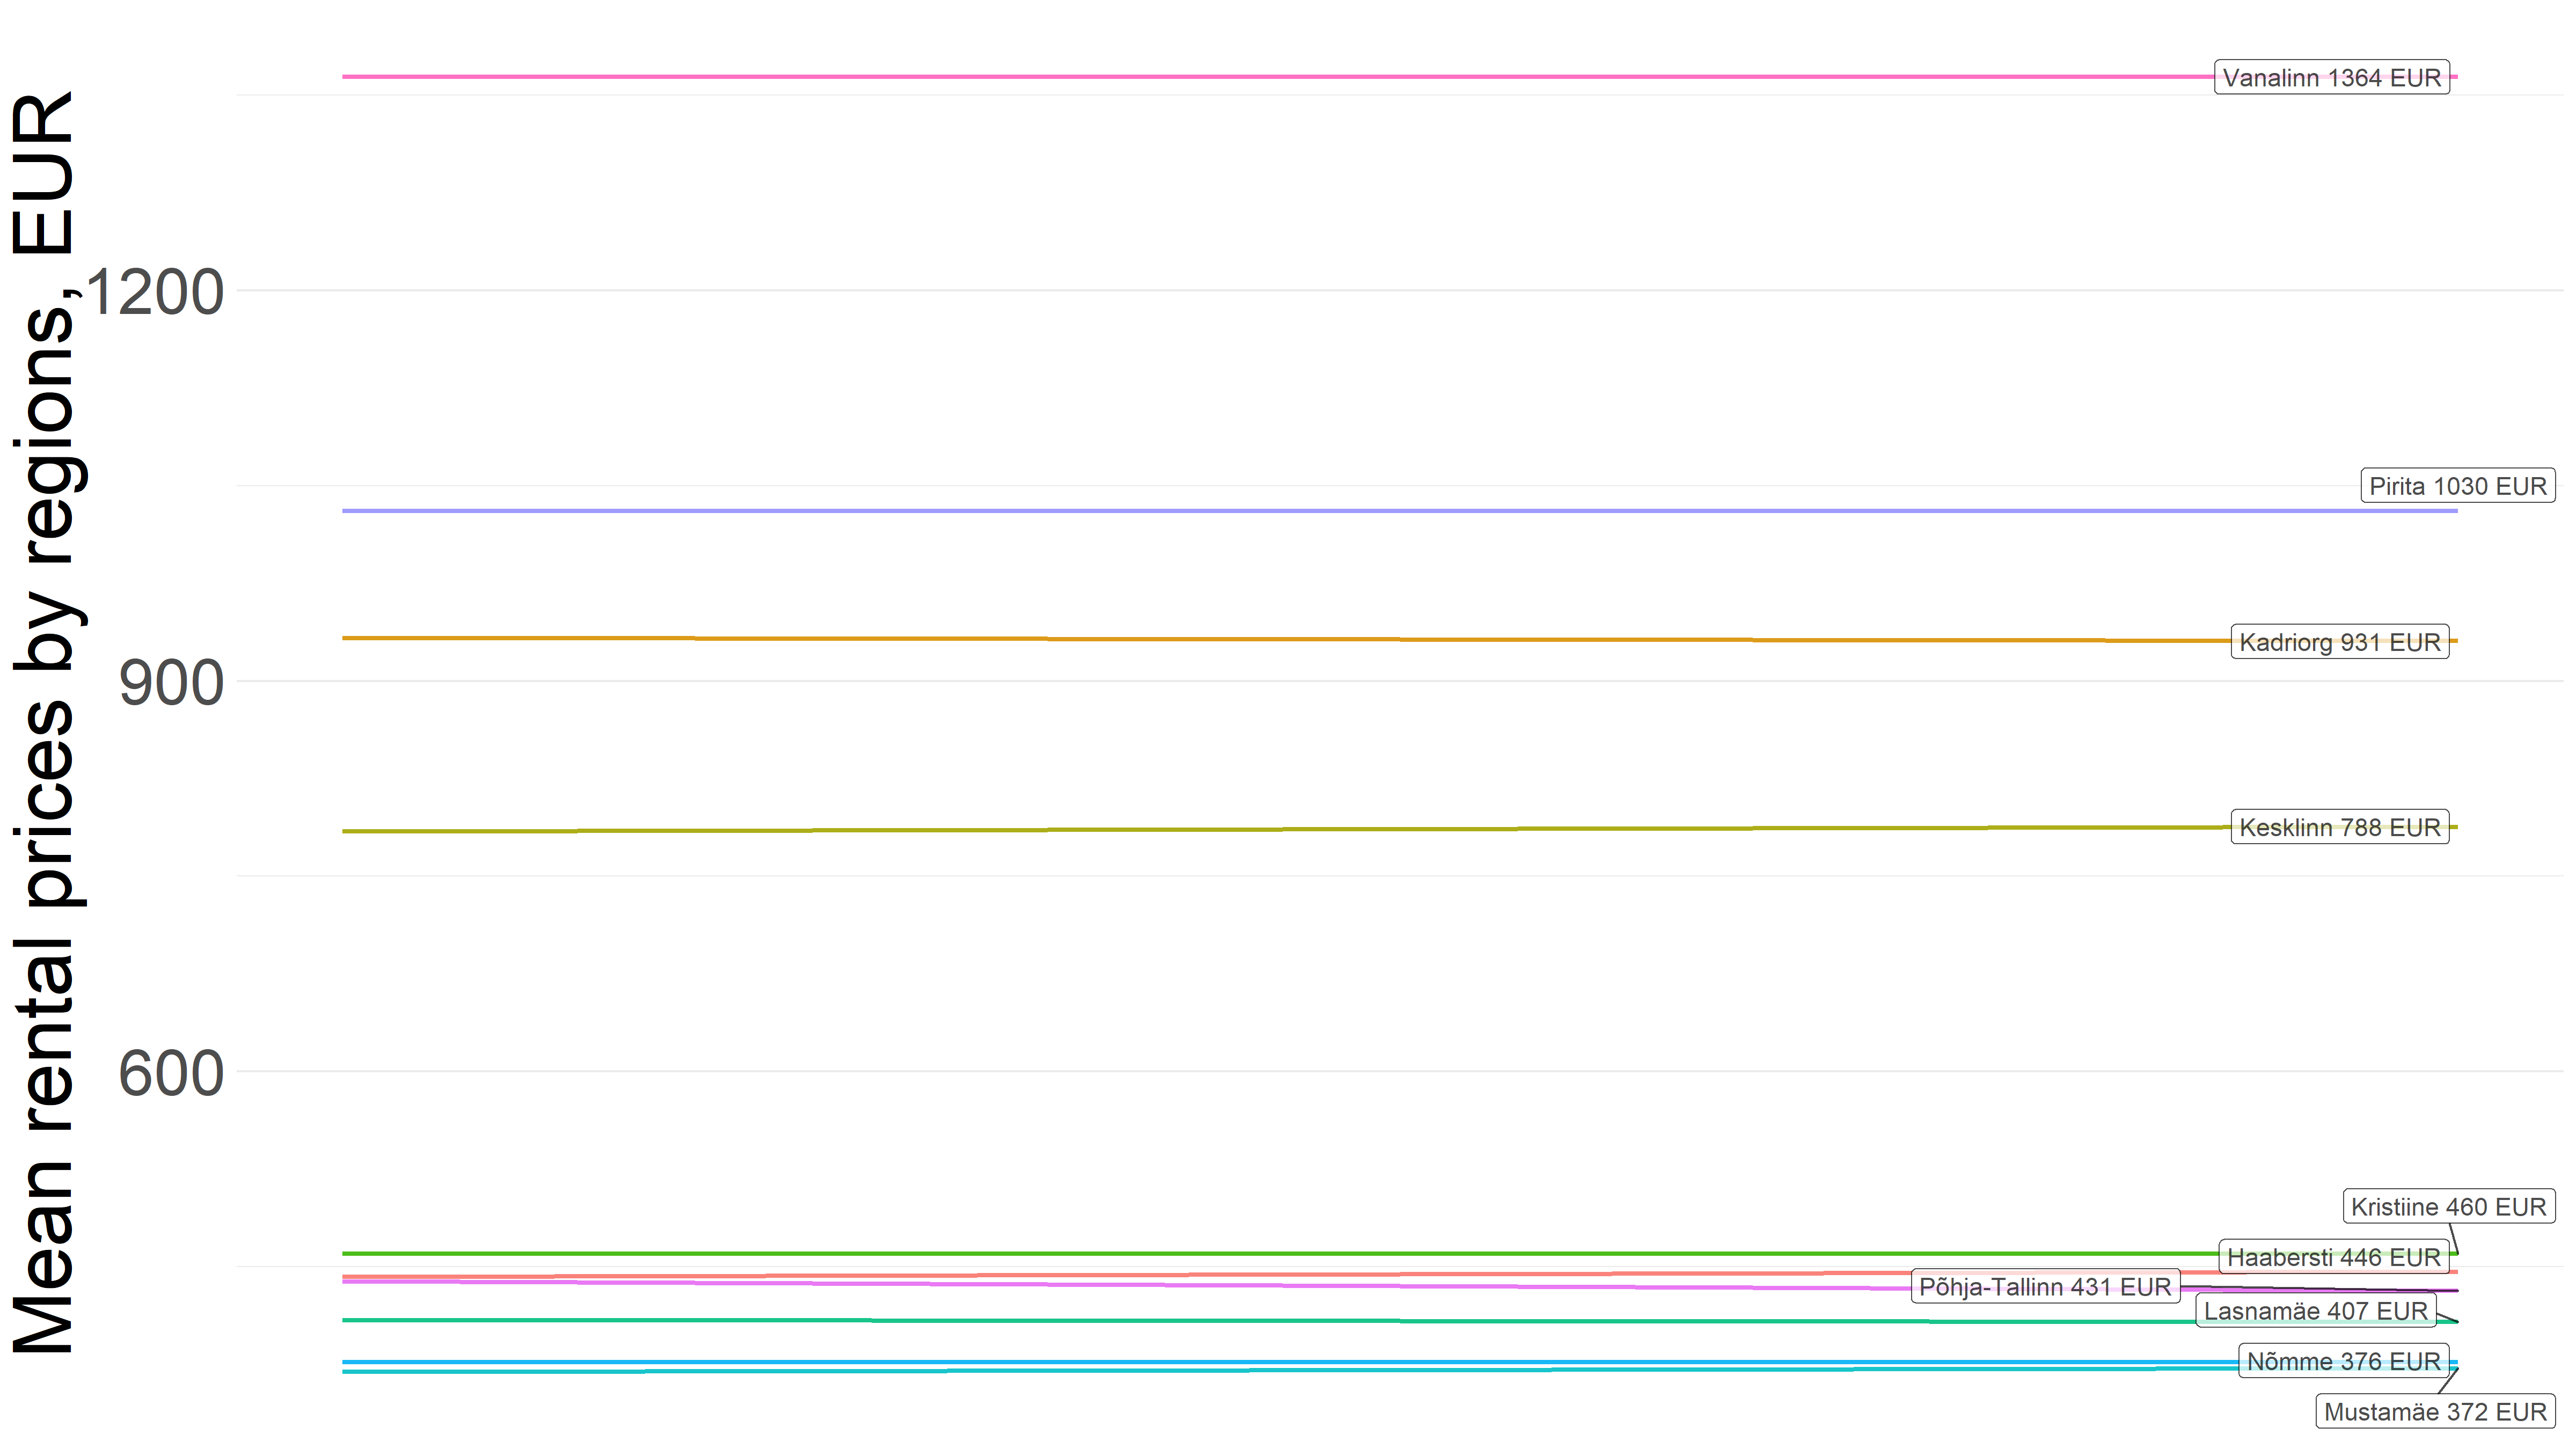 Mean rental prices by regions, EUR
1200
900
600
Vanalinn 1364 EUR
Pirita 1030 EUR
Kadriorg 931 EUR
Kesklinn 788 EUR
Kristiine 460 EUR
Haabersti 446 EUR
Põhja-Tallinn 431 EUR
Lasnamäe 407 EUR
Nõmme 376 EUR
Mustamäe 372 EUR